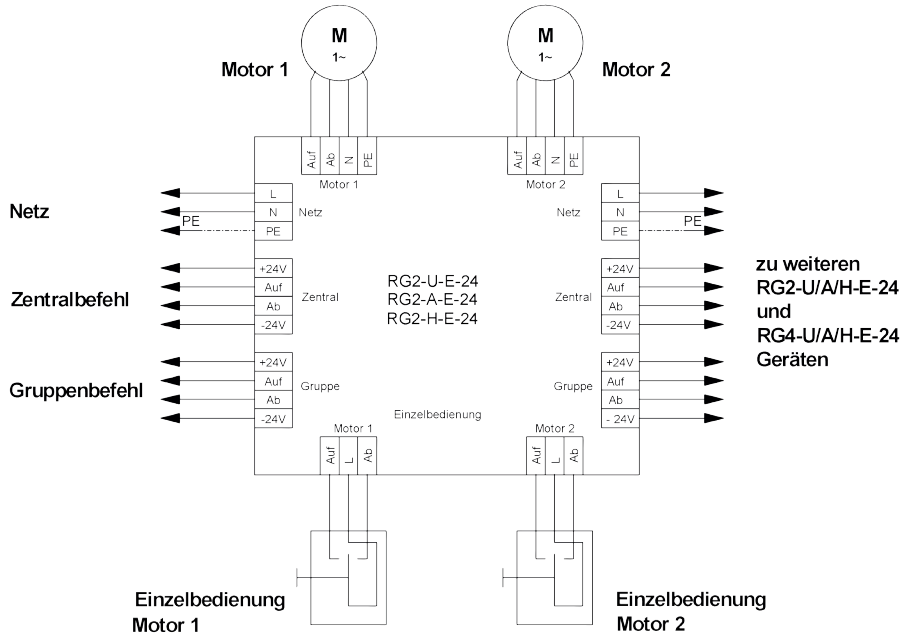 M
1~
Motor 1
M
1~
Motor 2
Auf
Ab
N
PE
Motor 1
Auf
Ab
N
PE
Motor 2
Netz
PE
L
N
PE
Netz
Netz
L
N
PE
PE
Zentralbefehl
+24V
Auf
Ab
-24V
Zentral
RG2-U-E-24
RG2-A-E-24
RG2-H-E-24
Zentral
+24V
Auf
Ab
-24V
zu weiteren
RG2-U/A/H-E-24
und
RG4-U/A/H-E-24
Geräten
Gruppenbefehl
+24V
Auf
Ab
-24V
Gruppe
Gruppe
+24V
Auf
Ab
- 24V
Einzelbedienung
Motor 1
Auf
L
Ab
Motor 2
Auf
L
Ab
Einzelbedienung
Motor 1
Einzelbedienung
Motor 2